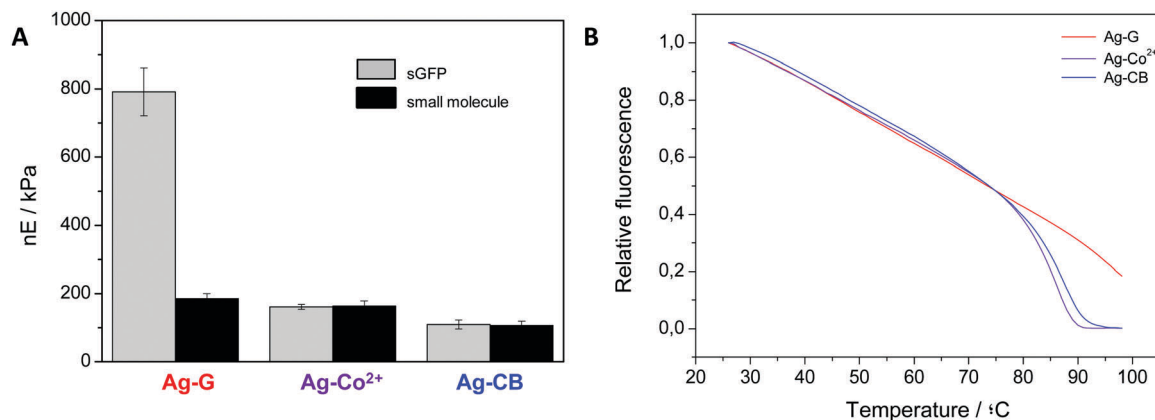 A
nE / kPa
1000
800
600
400
200
0
sGFP
small molecule
Ag-G
Ag-Co²⁺
Ag-CB
B
Relative fluorescence
1,0
0,8
0,6
0,4
0,2
0,0
Ag-G
Ag-Co²⁺
Ag-CB
20 30 40 50 60 70 80 90 100
Temperature / °C